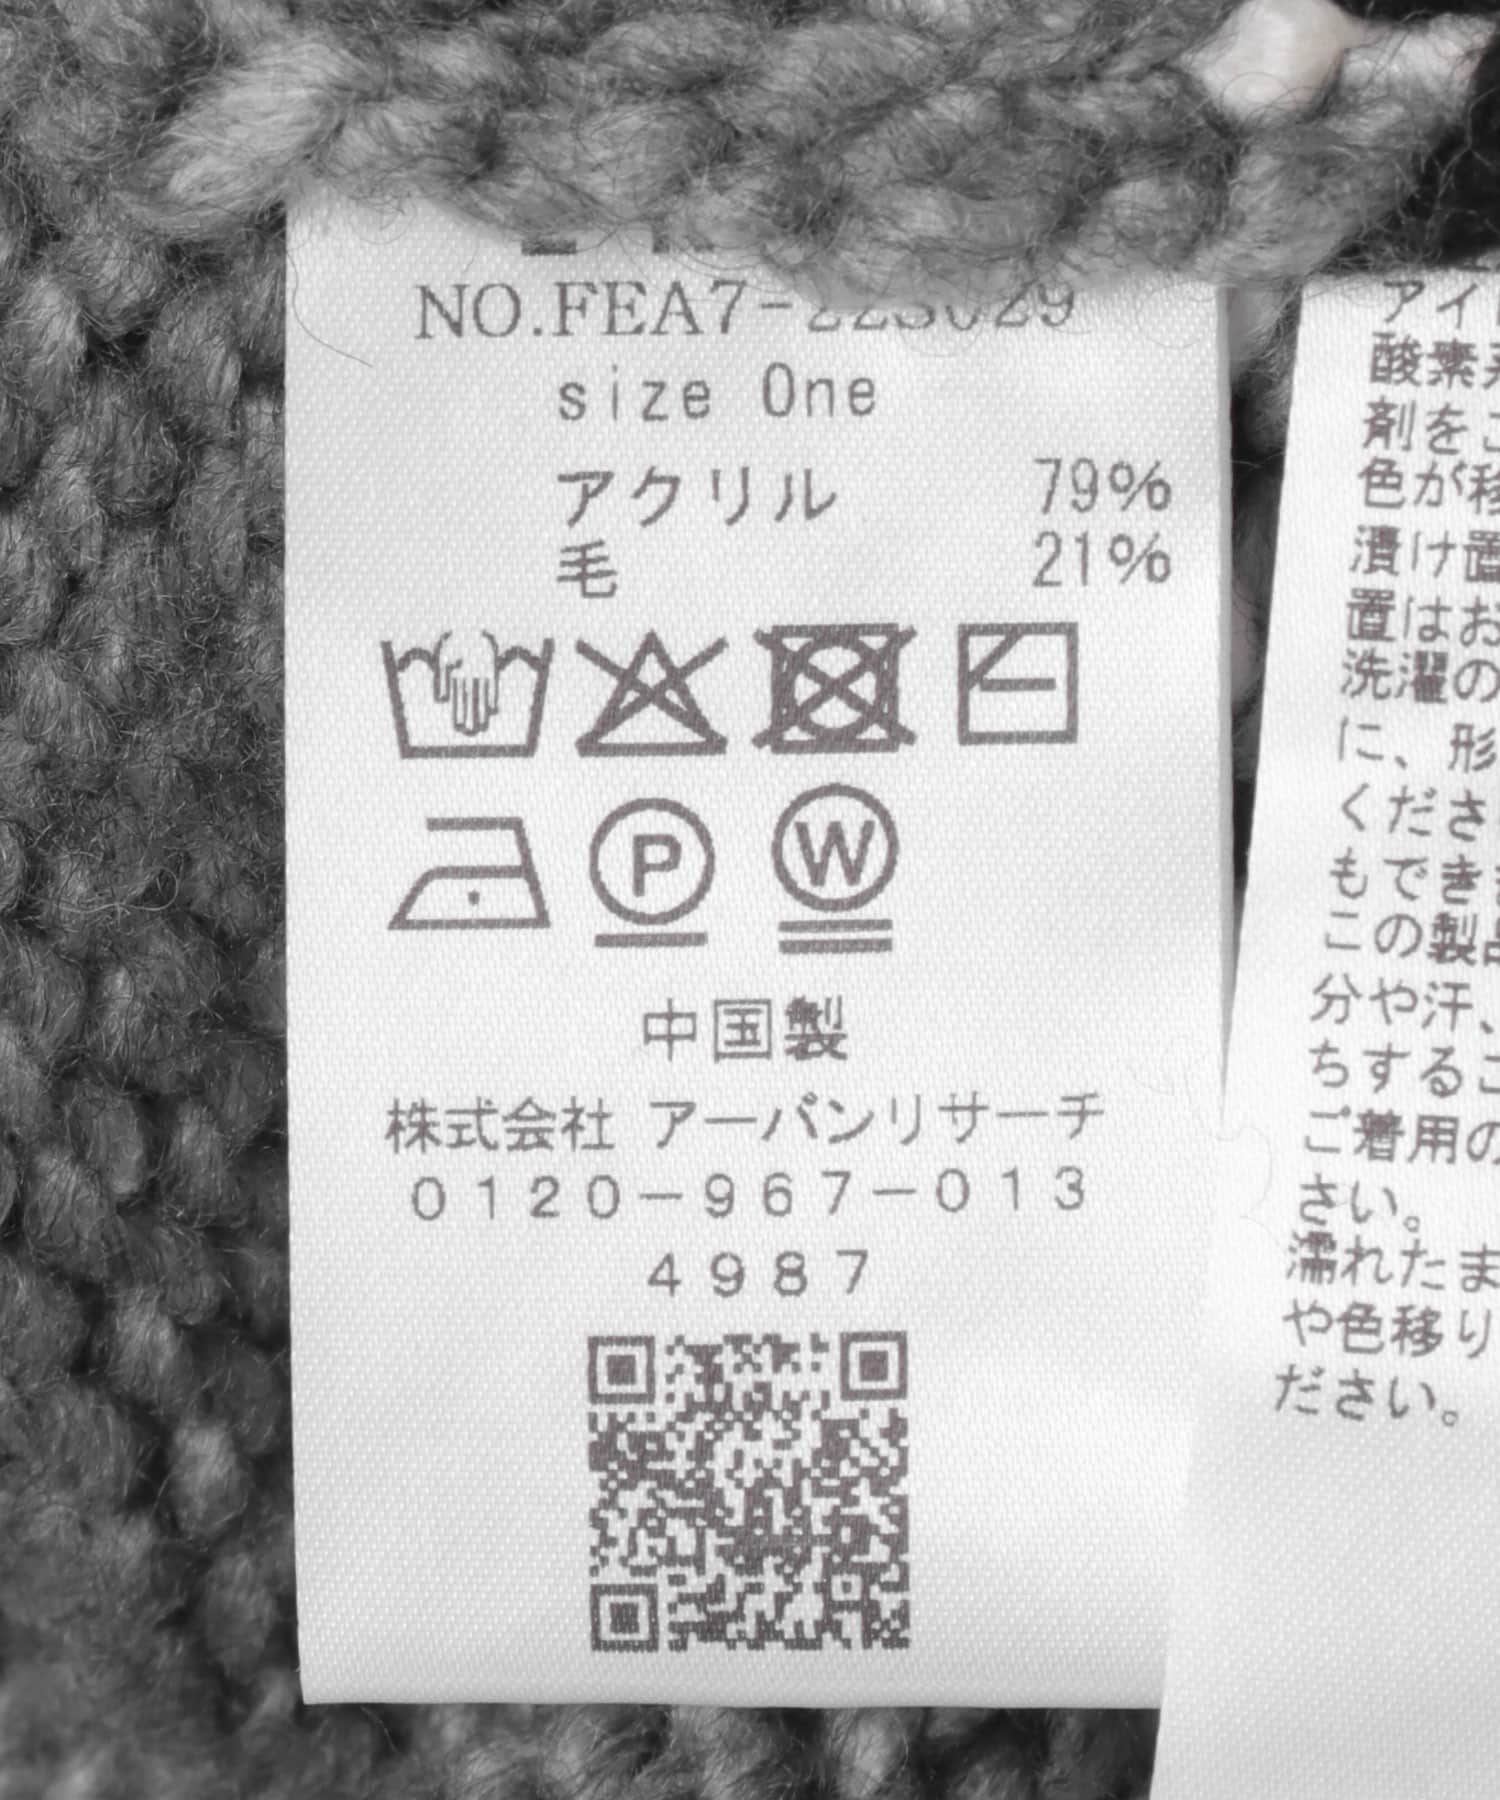 size One
アクリル 79%
毛 21%
P W
中国製
株式会社 アーバンリサーチ
0120-967-013
4987
酸素
剤をこ
色が移
漬け置
置はお
洗濯の
に、形
くださ
もでき
この製品
分や汗、
ちするこ
ご着用の
さい。
濡れたま
や色移り
ださい。